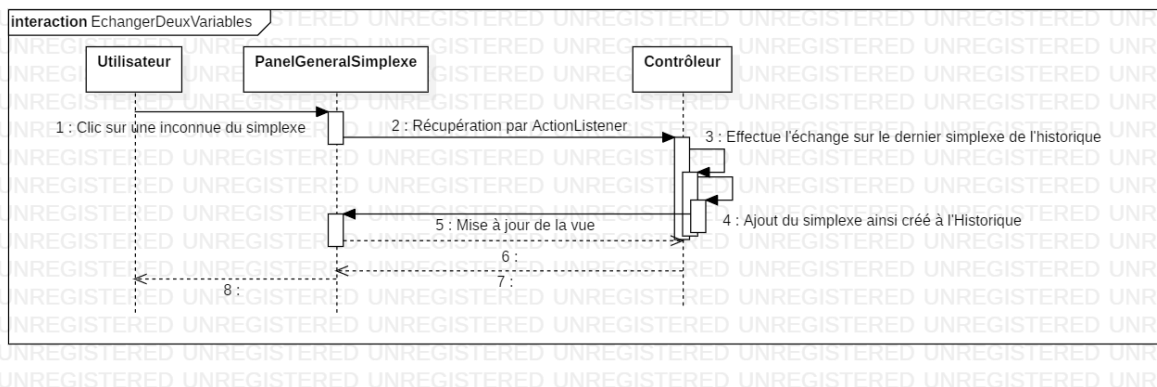 interaction EchangerDeuxVariables
Utilisateur
PanelGeneralSimplexe
Contrôleur
1 : Clic sur une inconnue du simplexe
2 : Récupération par ActionListener
3 : Effectue l'échange sur le dernier simplexe de l'historique
4 : Ajout du simplexe ainsi créé à l'Historique
5 : Mise à jour de la vue
6 :
7 :
8 :
UNREGISTERED